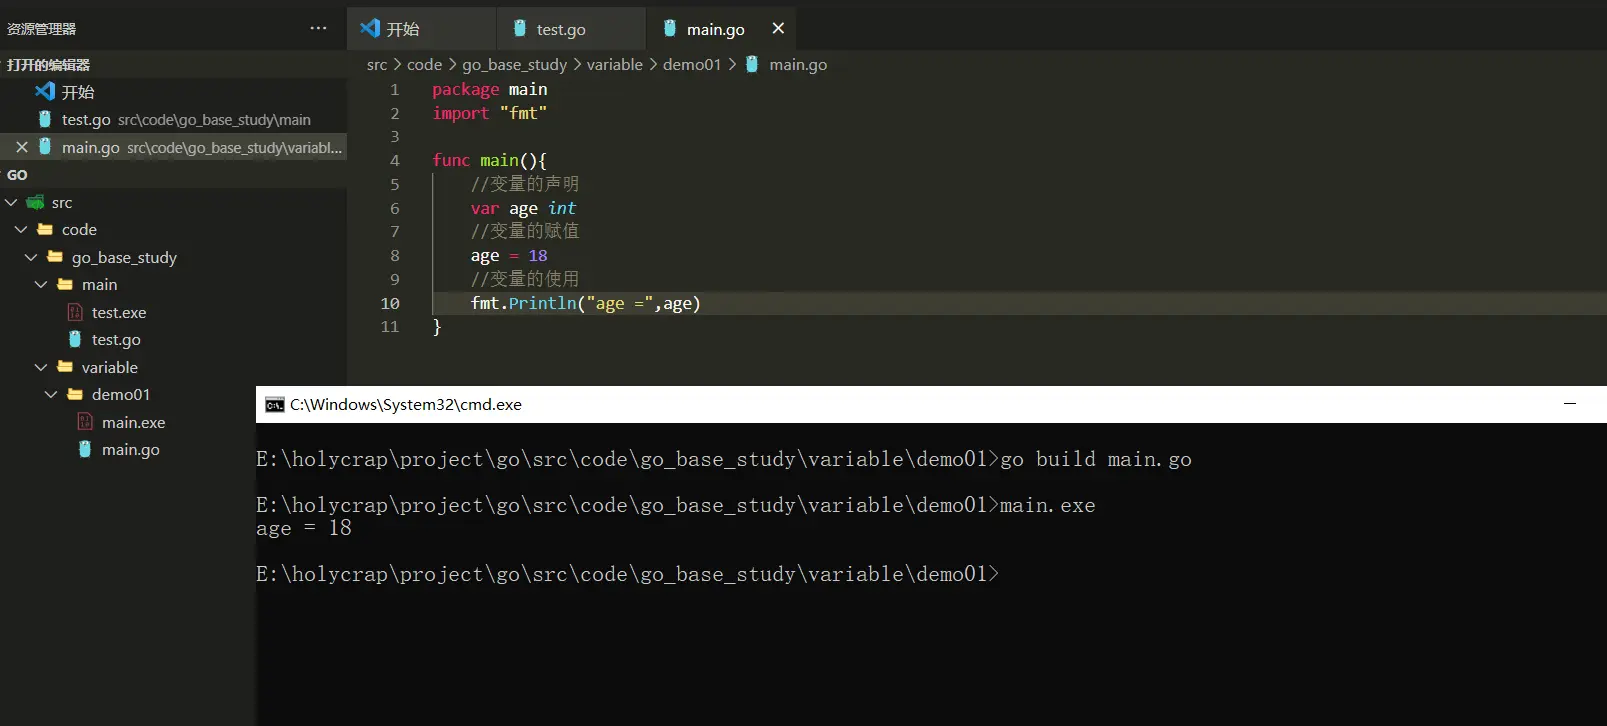 资源管理器 ...
打开的编辑器
开始
test.go src\code\go_base_study\main
main.go src\code\go_base_study\variabl...
GO
src
code
go_base_study
main
test.exe
test.go
variable
demo01
main.exe
main.go
开始 test.go main.go
src > code > go_base_study > variable > demo01 > main.go
1 package main
2 import "fmt"
3
4 func main(){
5 //变量的声明
6 var age int
7 //变量的赋值
8 age = 18
9 //变量的使用
10 fmt.Println("age =",age)
11 }
C:\Windows\System32\cmd.exe
E:\holycrap\project\go\src\code\go_base_study\variable\demo01>go build main.go
E:\holycrap\project\go\src\code\go_base_study\variable\demo01>main.exe
age = 18
E:\holycrap\project\go\src\code\go_base_study\variable\demo01>